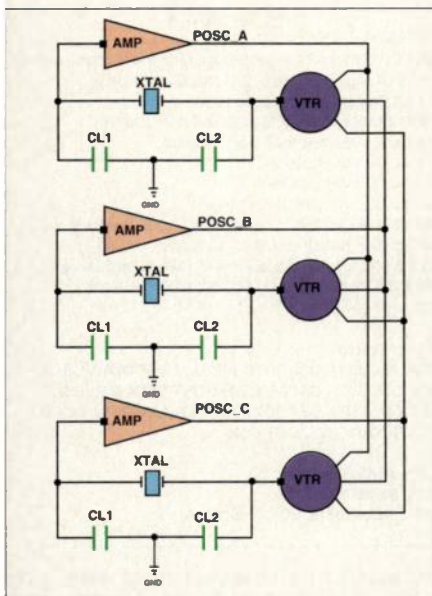 POSC_A
AMP
XTAL
VTR
CL1
CL2
GND
POSC_B
AMP
XTAL
VTR
CL1
CL2
GND
POSC_C
AMP
XTAL
VTR
CL1
CL2
GND